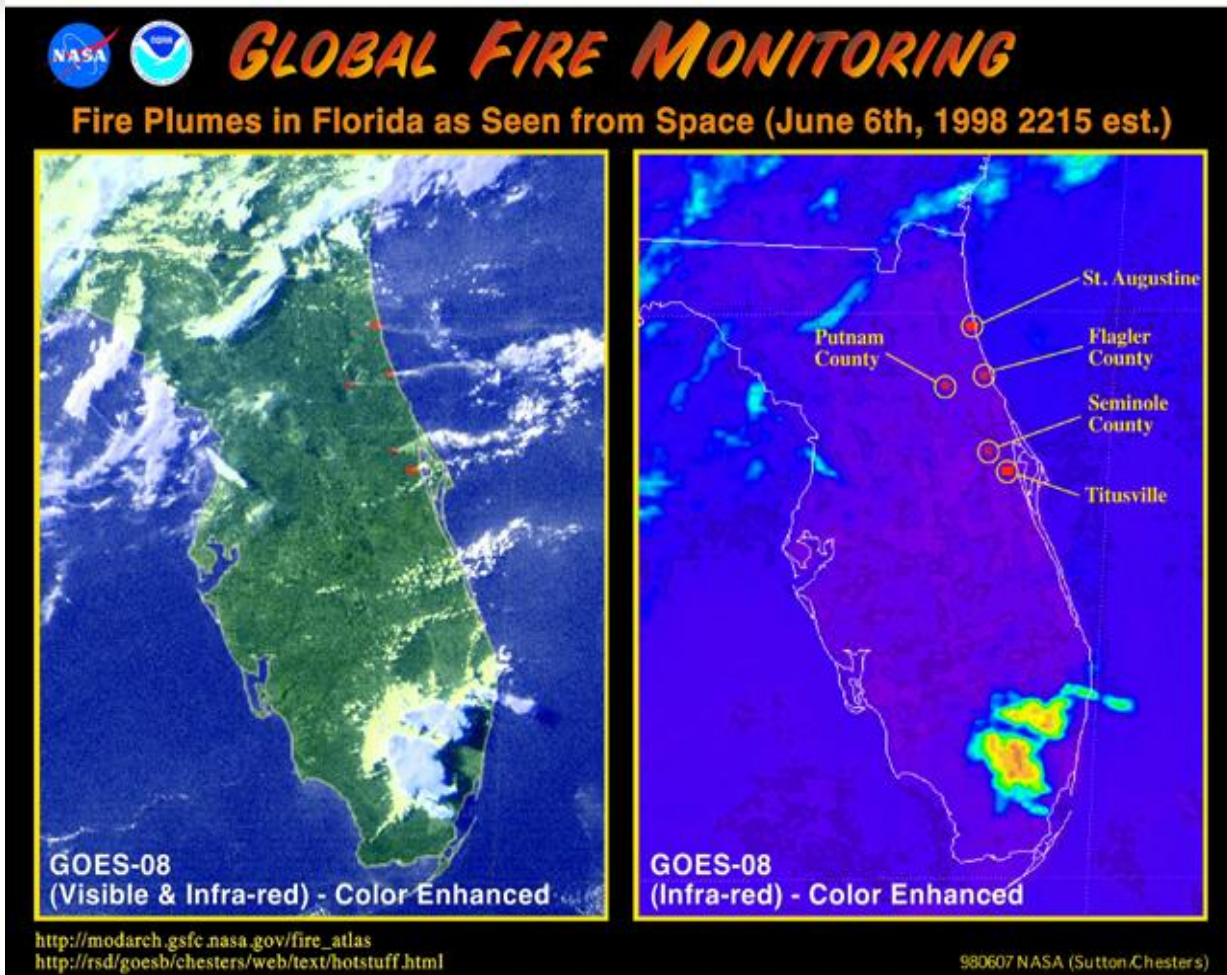 NASA
NOAA
GLOBAL FIRE MONITORING
Fire Plumes in Florida as Seen from Space (June 6th, 1998 2215 est.)
GOES-08
(Visible & Infra-red) - Color Enhanced
St. Augustine
Putnam
County
Flagler
County
Seminole
County
Titusville
GOES-08
(Infra-red) - Color Enhanced
http://modarch.gsfc.nasa.gov/fire_atlas
http://rsd/goesb/chesters/web/text/hotstuff.html
980607 NASA (Sutton/Chesters)